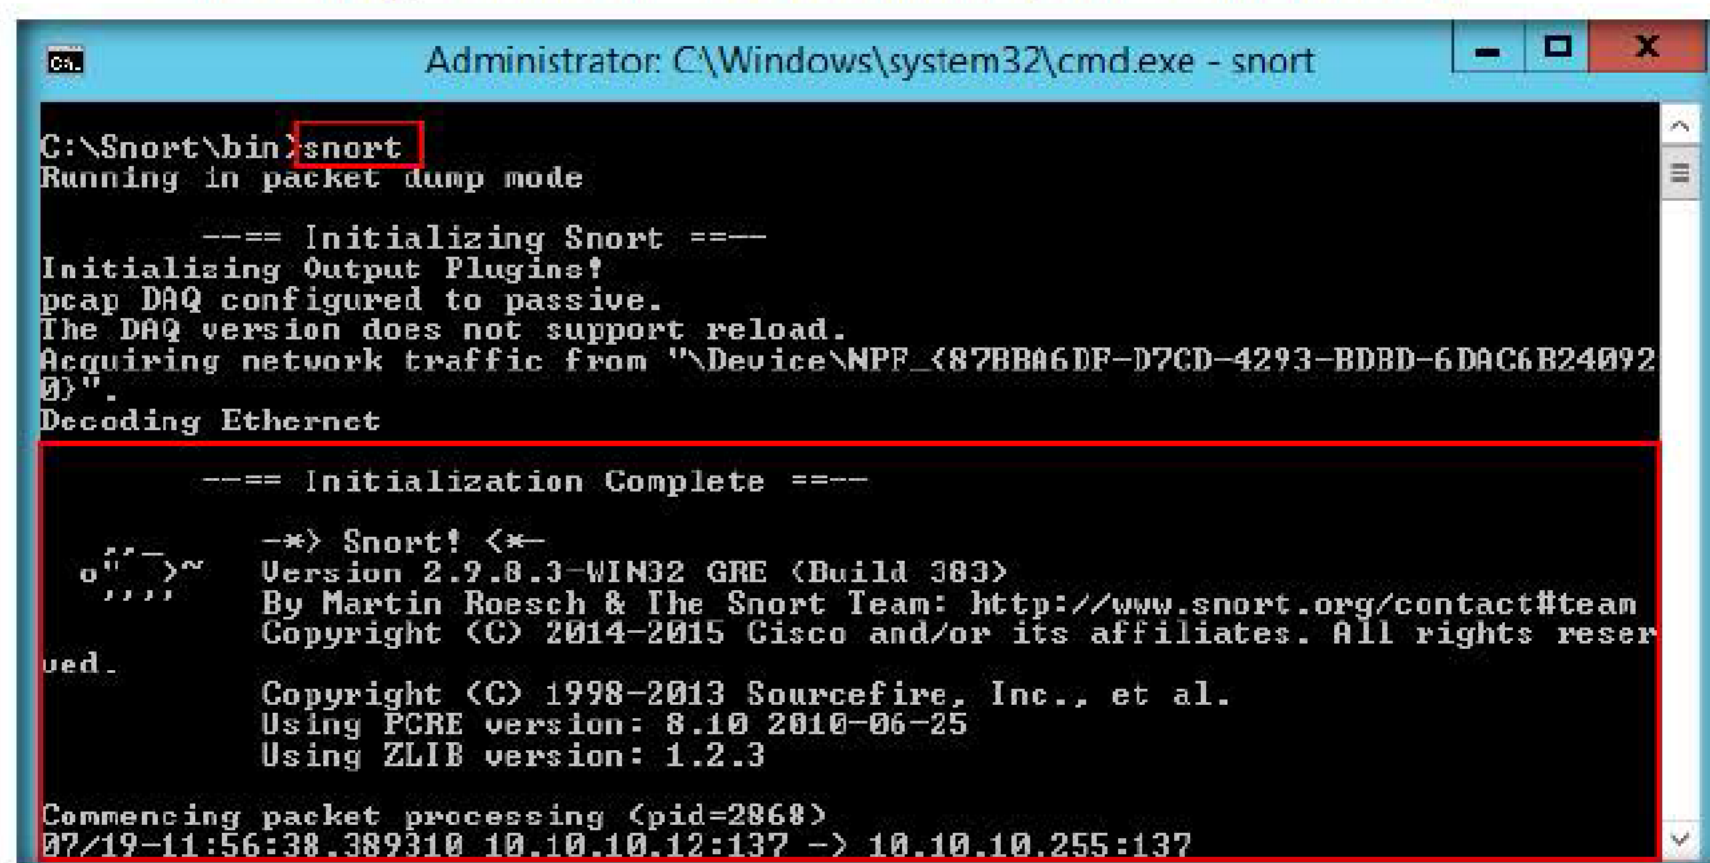 Administrator: C:\Windows\system32\cmd.exe - snort
C:\Snort\bin>snort
Running in packet dump mode
--== Initializing Snort ==--
Initializing Output Plugins!
pcap DAQ configured to passive.
The DAQ version does not support reload.
Acquiring network traffic from "\Device\NPF_{87BBA6DF-D7CD-4293-BDBD-6DAC6B24092
0}".
Decoding Ethernet
--== Initialization Complete ==--
,,_     -*> Snort! <*-
o"  )~   Version 2.9.8.3-WIN32 GRE (Build 383)
''''    By Martin Roesch & The Snort Team: http://www.snort.org/contact#team
Copyright (C) 2014-2015 Cisco and/or its affiliates. All rights reser
ved.
Copyright (C) 1998-2013 Sourcefire, Inc., et al.
Using PCRE version: 8.10 2010-06-25
Using ZLIB version: 1.2.3
Commencing packet processing (pid=2868)
07/19-11:56:38.389310 10.10.10.12:137 -> 10.10.10.255:137